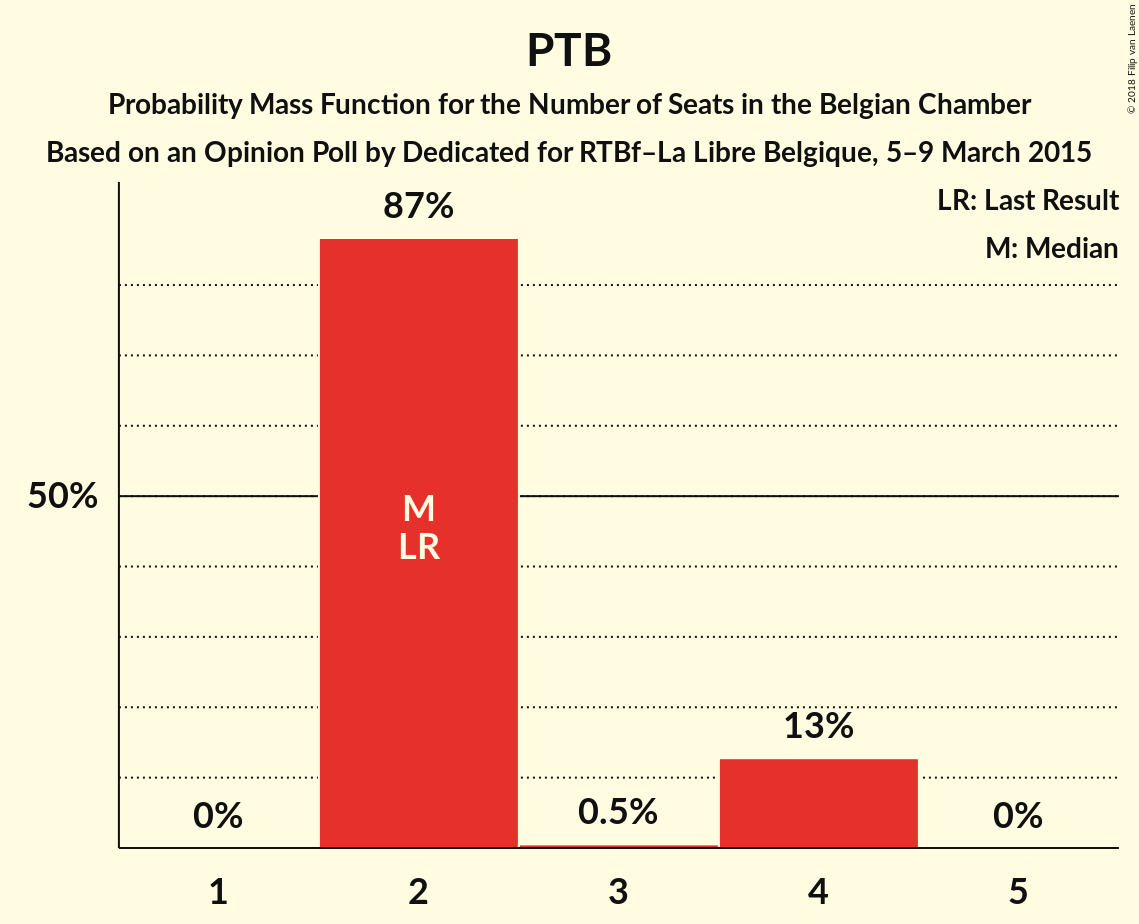 PTB
Probability Mass Function for the Number of Seats in the Belgian Chamber
Based on an Opinion Poll by Dedicated for RTBf–La Libre Belgique, 5–9 March 2015
© 2018 Filip van Laenen
LR: Last Result
M: Median
87%
50%
M
LR
13%
0%
0.5%
0%
1
2
3
4
5